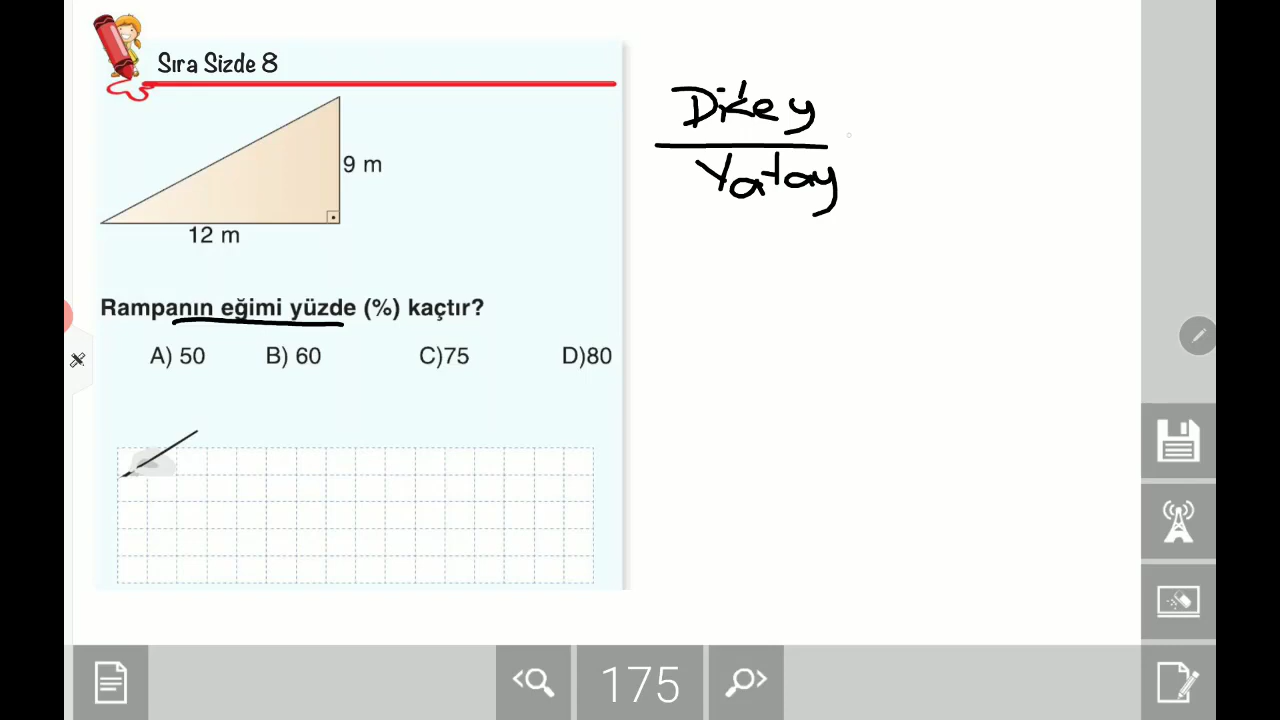 Sıra Sizde 8
9 m
12 m
Rampanın eğimi yüzde (%) kaçtır?
A) 50 B) 60 C)75 D)80
Dikey
Yatay
175